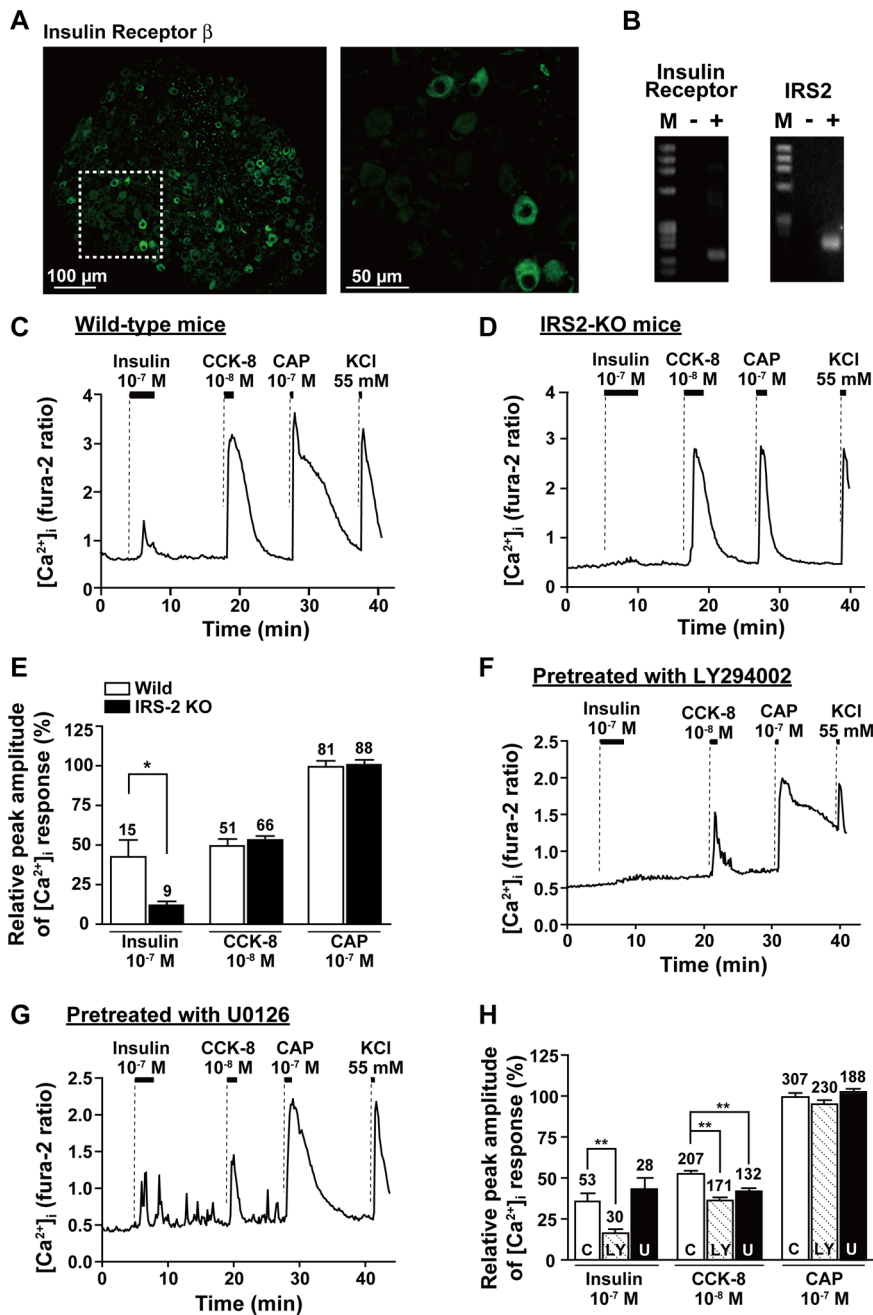 A
Insulin Receptor β
100 μm
50 μm
B
Insulin
Receptor
M - +
IRS2
M - +
C Wild-type mice
Insulin CCK-8 CAP KCl
10⁻⁷ M 10⁻⁸ M 10⁻⁷ M 55 mM
[Ca²⁺]ᵢ (fura-2 ratio)
4
3
2
1
0
0 10 20 30 40
Time (min)
D IRS2-KO mice
Insulin CCK-8 CAP KCl
10⁻⁷ M 10⁻⁸ M 10⁻⁷ M 55 mM
[Ca²⁺]ᵢ (fura-2 ratio)
4
3
2
1
0
0 10 20 30 40
Time (min)
E
Wild
IRS-2 KO
Relative peak amplitude
of [Ca²⁺]ᵢ response (%)
125
100
75
50
25
0
*
15 9 51 66 81 88
Insulin CCK-8 CAP
10⁻⁷ M 10⁻⁸ M 10⁻⁷ M
F Pretreated with LY294002
Insulin CCK-8 CAP KCl
10⁻⁷ M 10⁻⁸ M 10⁻⁷ M 55 mM
[Ca²⁺]ᵢ (fura-2 ratio)
2.5
2.0
1.5
1.0
0.5
0.0
0 10 20 30 40
Time (min)
G Pretreated with U0126
Insulin CCK-8 CAP KCl
10⁻⁷ M 10⁻⁸ M 10⁻⁷ M 55 mM
[Ca²⁺]ᵢ (fura-2 ratio)
2.5
2.0
1.5
1.0
0.5
0.0
0 10 20 30 40
Time (min)
H
Relative peak amplitude
of [Ca²⁺]ᵢ response (%)
125
100
75
50
25
0
** ** **
53 30 28 207 171 132 307 230 188
C LY U C LY U C LY U
Insulin CCK-8 CAP
10⁻⁷ M 10⁻⁸ M 10⁻⁷ M